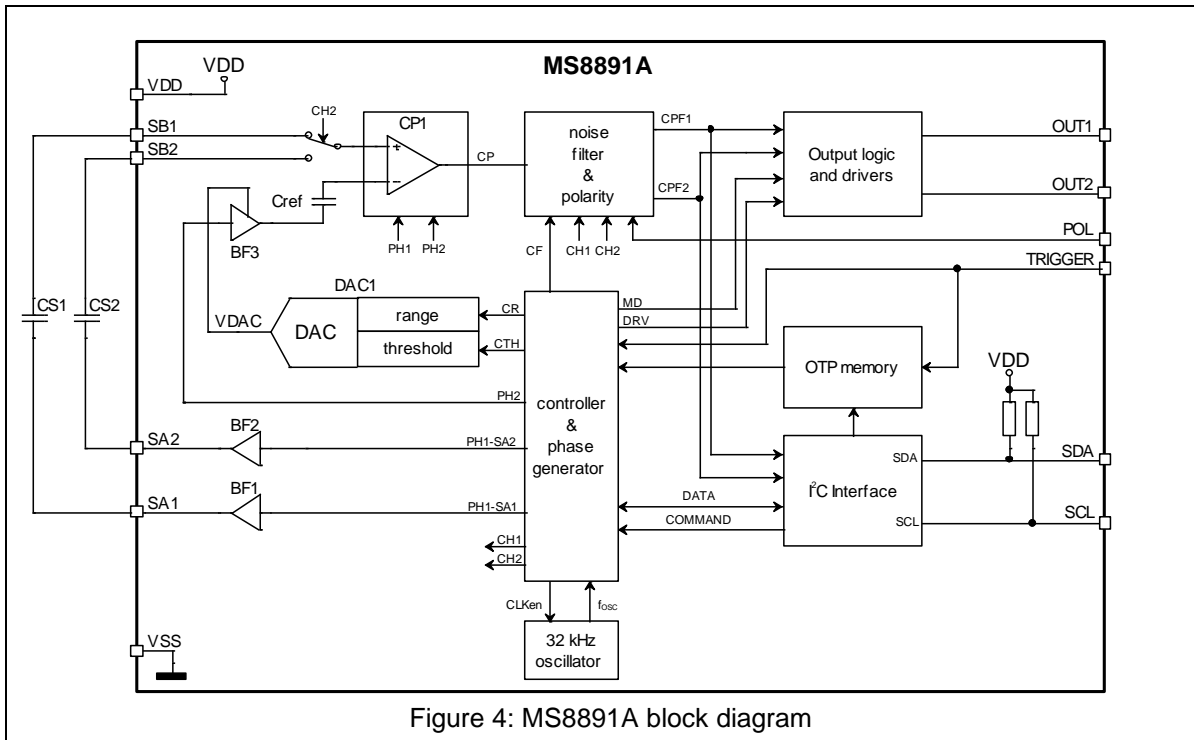 MS8891A
VDD
VDD
SB1
SB2
CH2
CP1
+
−
CP
Cref
BF3
PH1
PH2
noise
filter
&
polarity
CPF1
CPF2
CF
CH1
CH2
Output logic
and drivers
OUT1
OUT2
POL
TRIGGER
CS1
CS2
VDAC
DAC1
DAC
range
threshold
CR
CTH
PH2
controller
&
phase
generator
MD
DRV
OTP memory
VDD
SA2
BF2
PH1-SA2
SA1
BF1
PH1-SA1
CH1
CH2
DATA
COMMAND
I²C Interface
SDA
SCL
SDA
SCL
CLKen
fOSC
32 kHz
oscillator
VSS
Figure 4: MS8891A block diagram